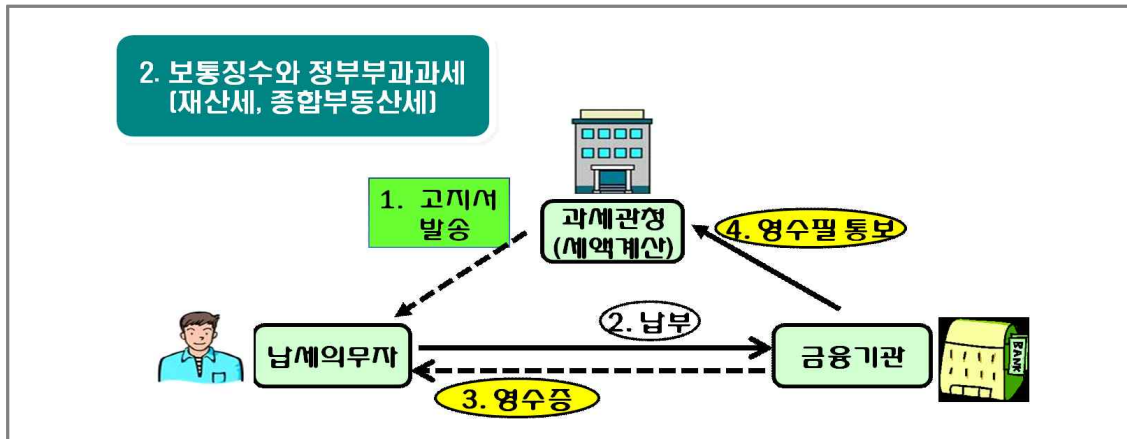 2. 보통징수와 정부부과과세
(재산세, 종합부동산세)
1. 고지서
발송
과세관청
(세액계산)
4. 영수필 통보
2. 납부
납세의무자
금융기관
BANK
3. 영수증